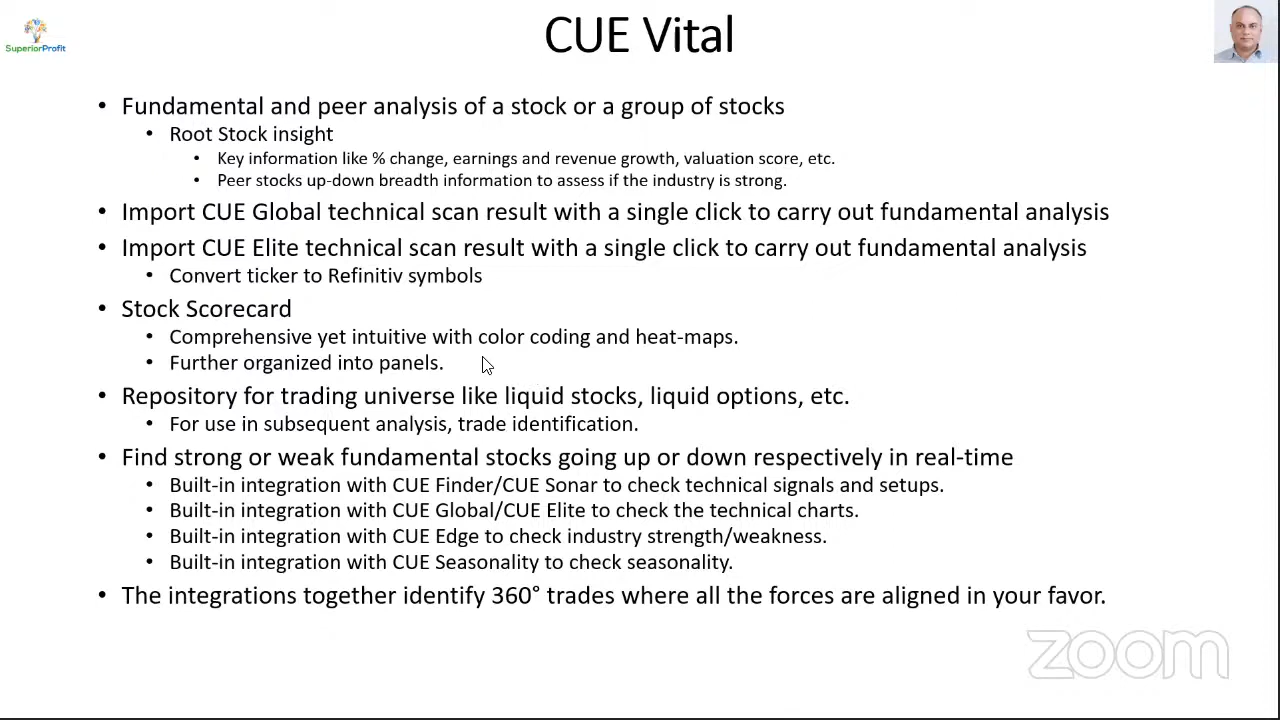 CUE Vital
SuperiorProfit
• Fundamental and peer analysis of a stock or a group of stocks
• Root Stock insight
• Key information like % change, earnings and revenue growth, valuation score, etc.
• Peer stocks up-down breadth information to assess if the industry is strong.
• Import CUE Global technical scan result with a single click to carry out fundamental analysis
• Import CUE Elite technical scan result with a single click to carry out fundamental analysis
• Convert ticker to Refinitiv symbols
• Stock Scorecard
• Comprehensive yet intuitive with color coding and heat-maps.
• Further organized into panels.
• Repository for trading universe like liquid stocks, liquid options, etc.
• For use in subsequent analysis, trade identification.
• Find strong or weak fundamental stocks going up or down respectively in real-time
• Built-in integration with CUE Finder/CUE Sonar to check technical signals and setups.
• Built-in integration with CUE Global/CUE Elite to check the technical charts.
• Built-in integration with CUE Edge to check industry strength/weakness.
• Built-in integration with CUE Seasonality to check seasonality.
• The integrations together identify 360° trades where all the forces are aligned in your favor.
zoom